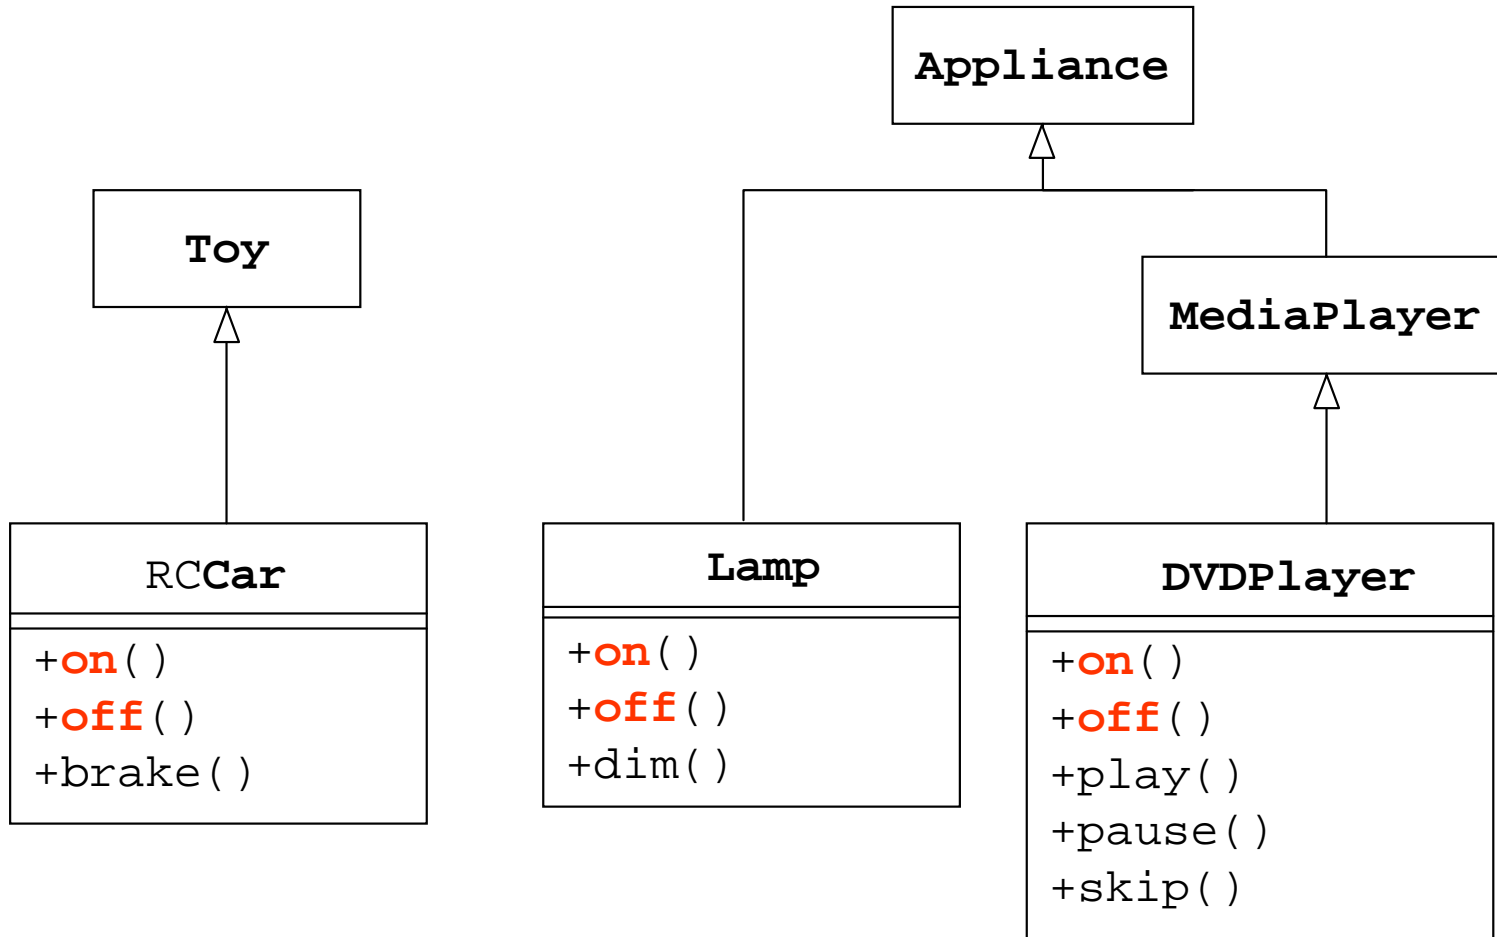 Appliance
Toy
MediaPlayer
RCCar
+on()
+off()
+brake()
Lamp
+on()
+off()
+dim()
DVDPlayer
+on()
+off()
+play()
+pause()
+skip()